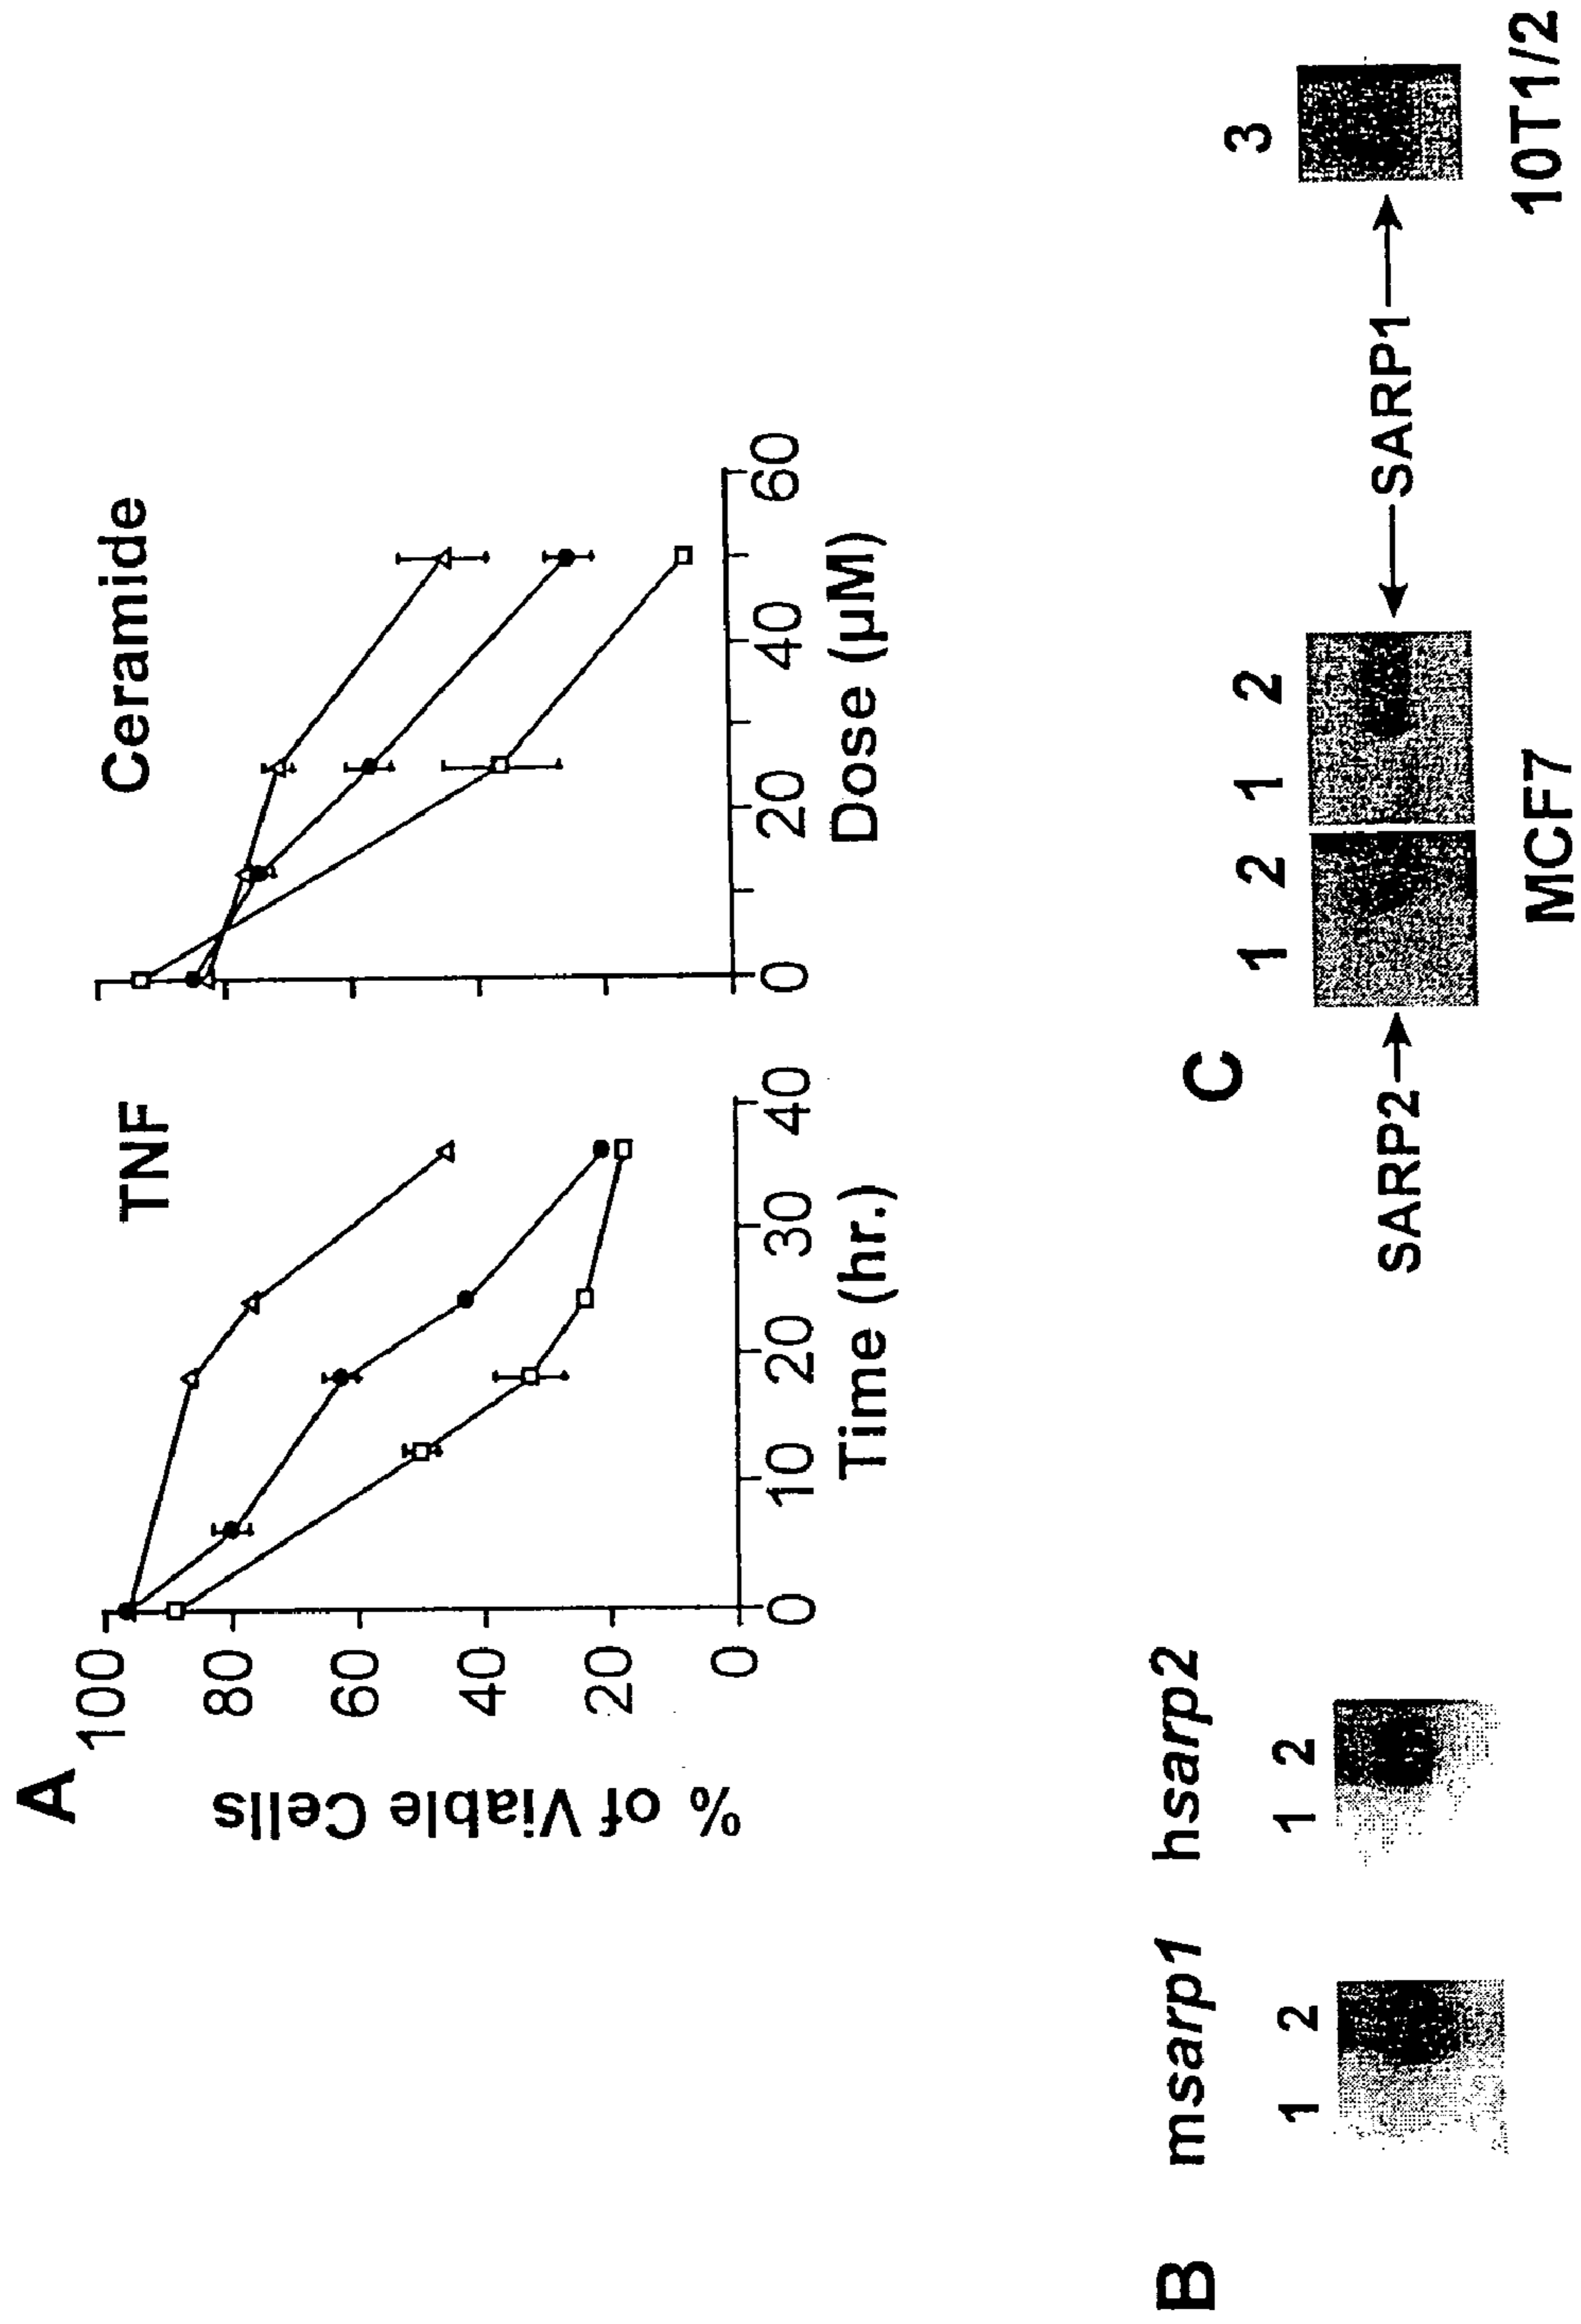 A
TNF
Ceramide
% of Viable Cells
100
80
60
40
20
0
0 10 20 30 40
0 20 40 60
Time (hr.)
Dose (µM)
B
msarp1 hsarp2
1 2 1 2
C
1 2 1 2 3
SARP2 SARP1
MCF7 10T1/2